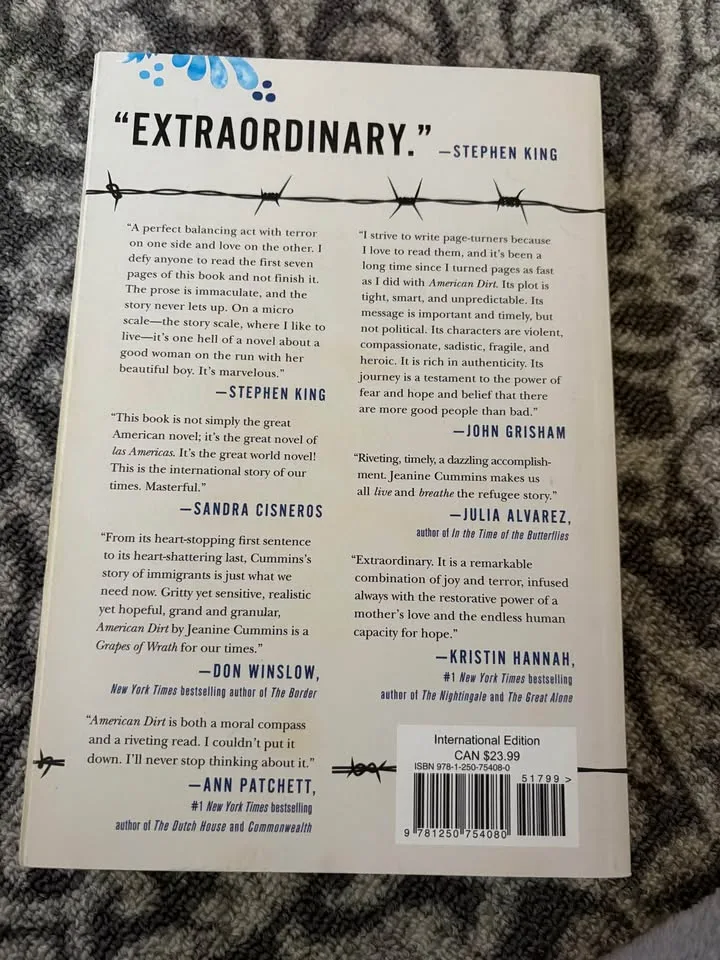 “EXTRAORDINARY.” —STEPHEN KING
“A perfect balancing act with terror
on one side and love on the other. I
defy anyone to read the first seven
pages of this book and not finish it.
The prose is immaculate, and the
story never lets up. On a micro
scale—the story scale, where I like to
live—it’s one hell of a novel about a
good woman on the run with her
beautiful boy. It’s marvelous.”
—STEPHEN KING
“This book is not simply the great
American novel; it’s the great novel of
las Americas. It’s the great world novel!
This is the international story of our
times. Masterful.”
—SANDRA CISNEROS
“From its heart-stopping first sentence
to its heart-shattering last, Cummins’s
story of immigrants is just what we
need now. Gritty yet sensitive, realistic
yet hopeful, grand and granular,
American Dirt by Jeanine Cummins is a
Grapes of Wrath for our times.”
—DON WINSLOW,
New York Times bestselling author of The Border
“American Dirt is both a moral compass
and a riveting read. I couldn’t put it
down. I’ll never stop thinking about it.”
—ANN PATCHETT,
#1 New York Times bestselling
author of The Dutch House and Commonwealth
“I strive to write page-turners because
I love to read them, and it’s been a
long time since I turned pages as fast
as I did with American Dirt. Its plot is
tight, smart, and unpredictable. Its
message is important and timely, but
not political. Its characters are violent,
compassionate, sadistic, fragile, and
heroic. It is rich in authenticity. Its
journey is a testament to the power of
fear and hope and belief that there
are more good people than bad.”
—JOHN GRISHAM
“Riveting, timely, a dazzling accomplish-
ment. Jeanine Cummins makes us
all live and breathe the refugee story.”
—JULIA ALVAREZ,
author of In the Time of the Butterflies
“Extraordinary. It is a remarkable
combination of joy and terror, infused
always with the restorative power of a
mother’s love and the endless human
capacity for hope.”
—KRISTIN HANNAH,
#1 New York Times bestselling
author of The Nightingale and The Great Alone
International Edition
CAN $23.99
ISBN 978-1-250-75408-0
51799 >
9 781250 754080